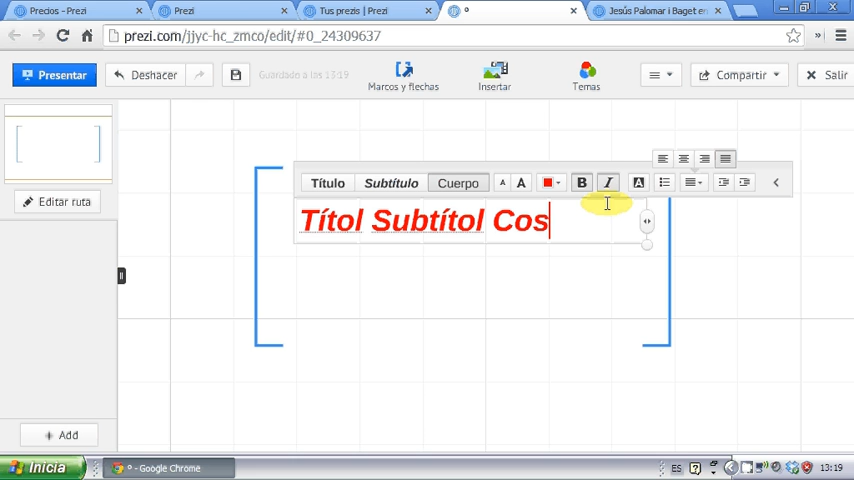 Precios - Prezi
Prezi
Tus prezis | Prezi
Jesús Palomar i Baget en
prezi.com/jjyc-hc_zmco/edit/#0_24309637
Presentar
Deshacer
Guardado a las 13:19
Marcos y flechas
Insertar
Temas
Compartir
Salir
Título
Subtítulo
Cuerpo
A
A
B
I
A
Títol Subtítol Cos
Editar ruta
Add
Inicia
º - Google Chrome
ES
13:19